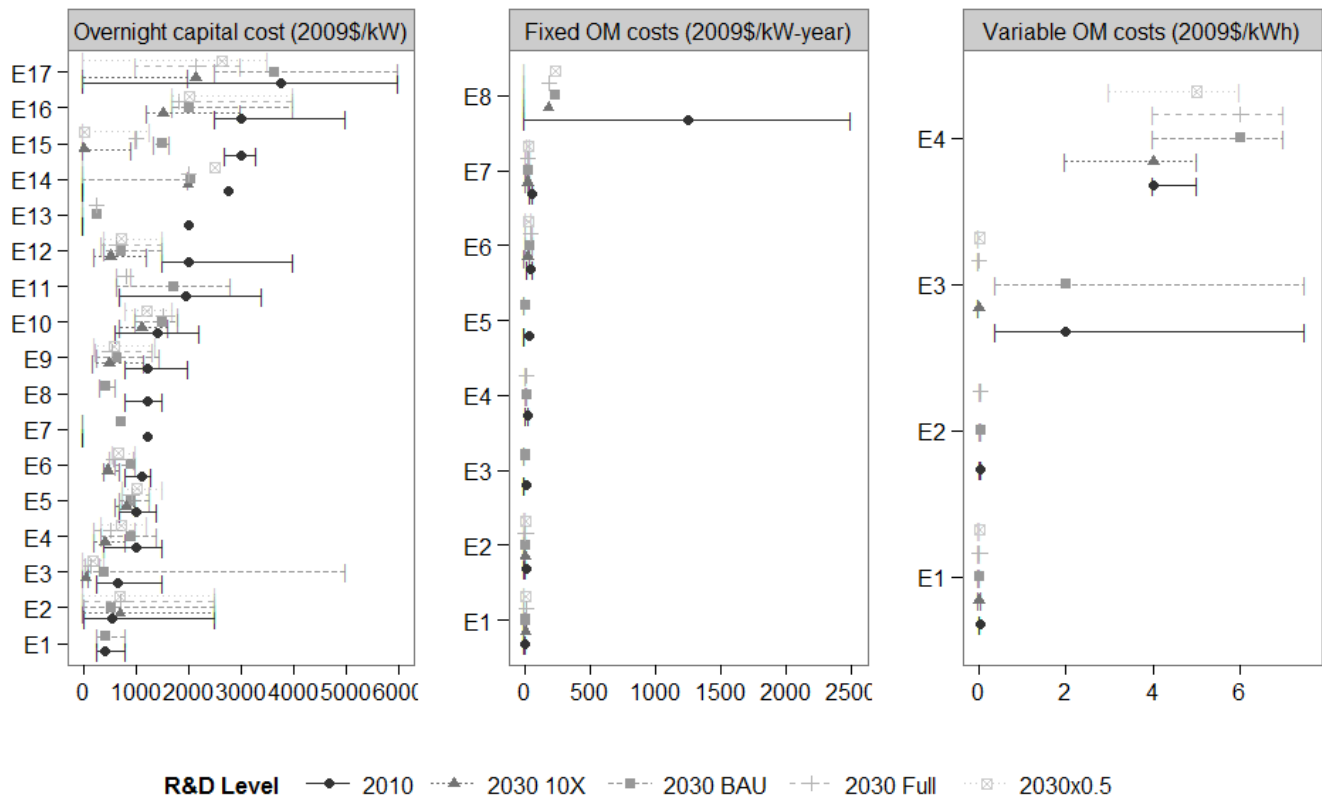 Overnight capital cost (2009$/kW)
Fixed OM costs (2009$/kW-year)
Variable OM costs (2009$/kWh)
E17
E16
E15
E14
E13
E12
E11
E10
E9
E8
E7
E6
E5
E4
E3
E2
E1
0 1000 2000 3000 4000 5000 6000
E8
E7
E6
E5
E4
E3
E2
E1
0 500 1000 1500 2000 2500
E4
E3
E2
E1
0 2 4 6
R&D Level 2010 2030 10X 2030 BAU 2030 Full 2030x0.5